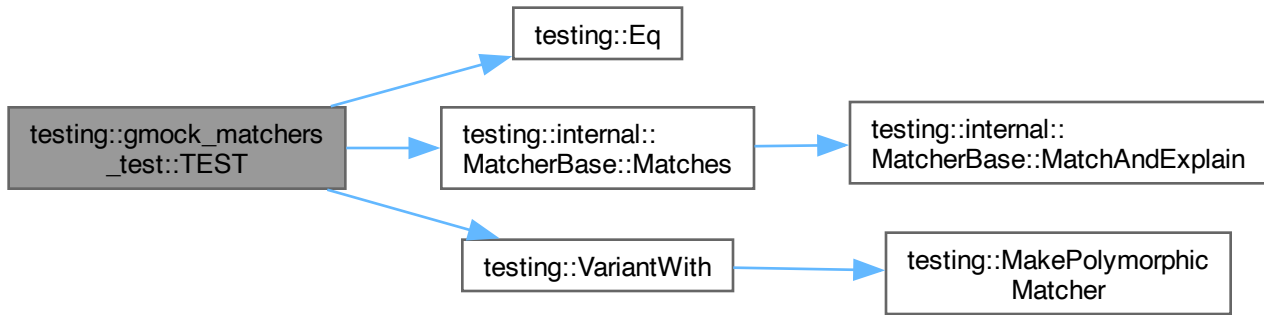 testing::Eq
testing::gmock_matchers
_test::TEST
testing::internal::
MatcherBase::Matches
testing::internal::
MatcherBase::MatchAndExplain
testing::VariantWith
testing::MakePolymorphic
Matcher